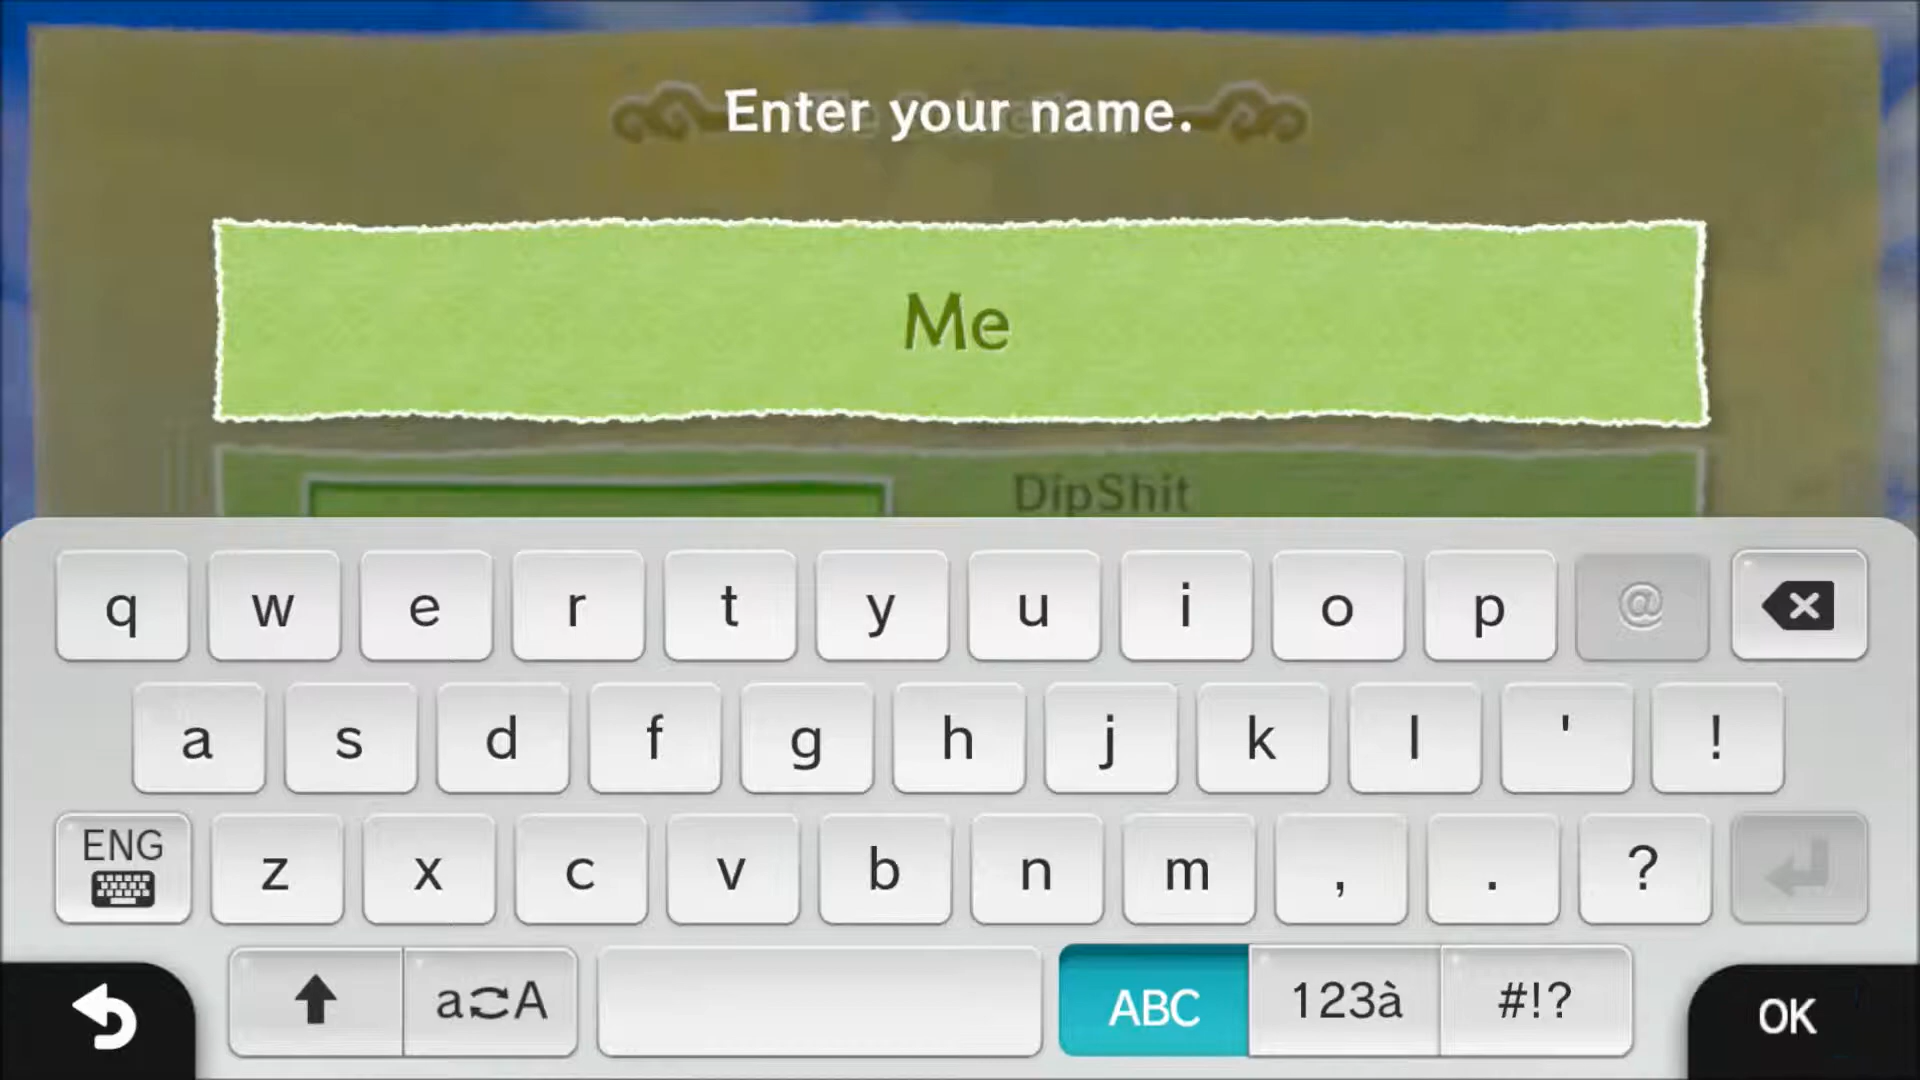 Enter your name.
Me
DipShit
q w e r t y u i o p @
a s d f g h j k l ' !
ENG z x c v b n m , . ?
a A ABC 123à #!? OK